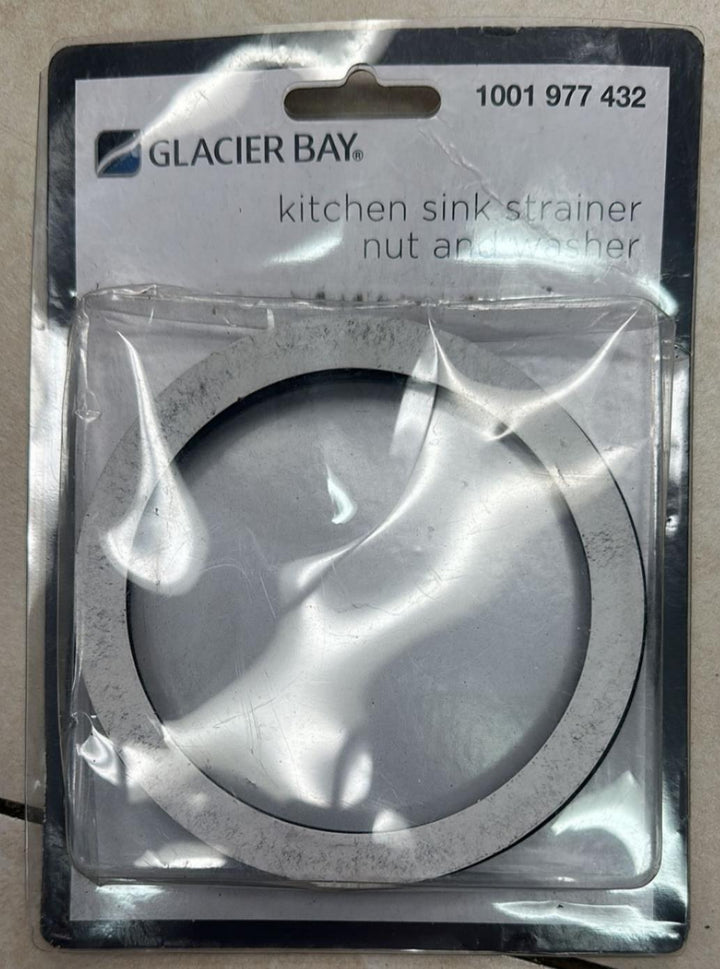 1001 977 432
GLACIER BAY®
kitchen sink strainer
nut and washer